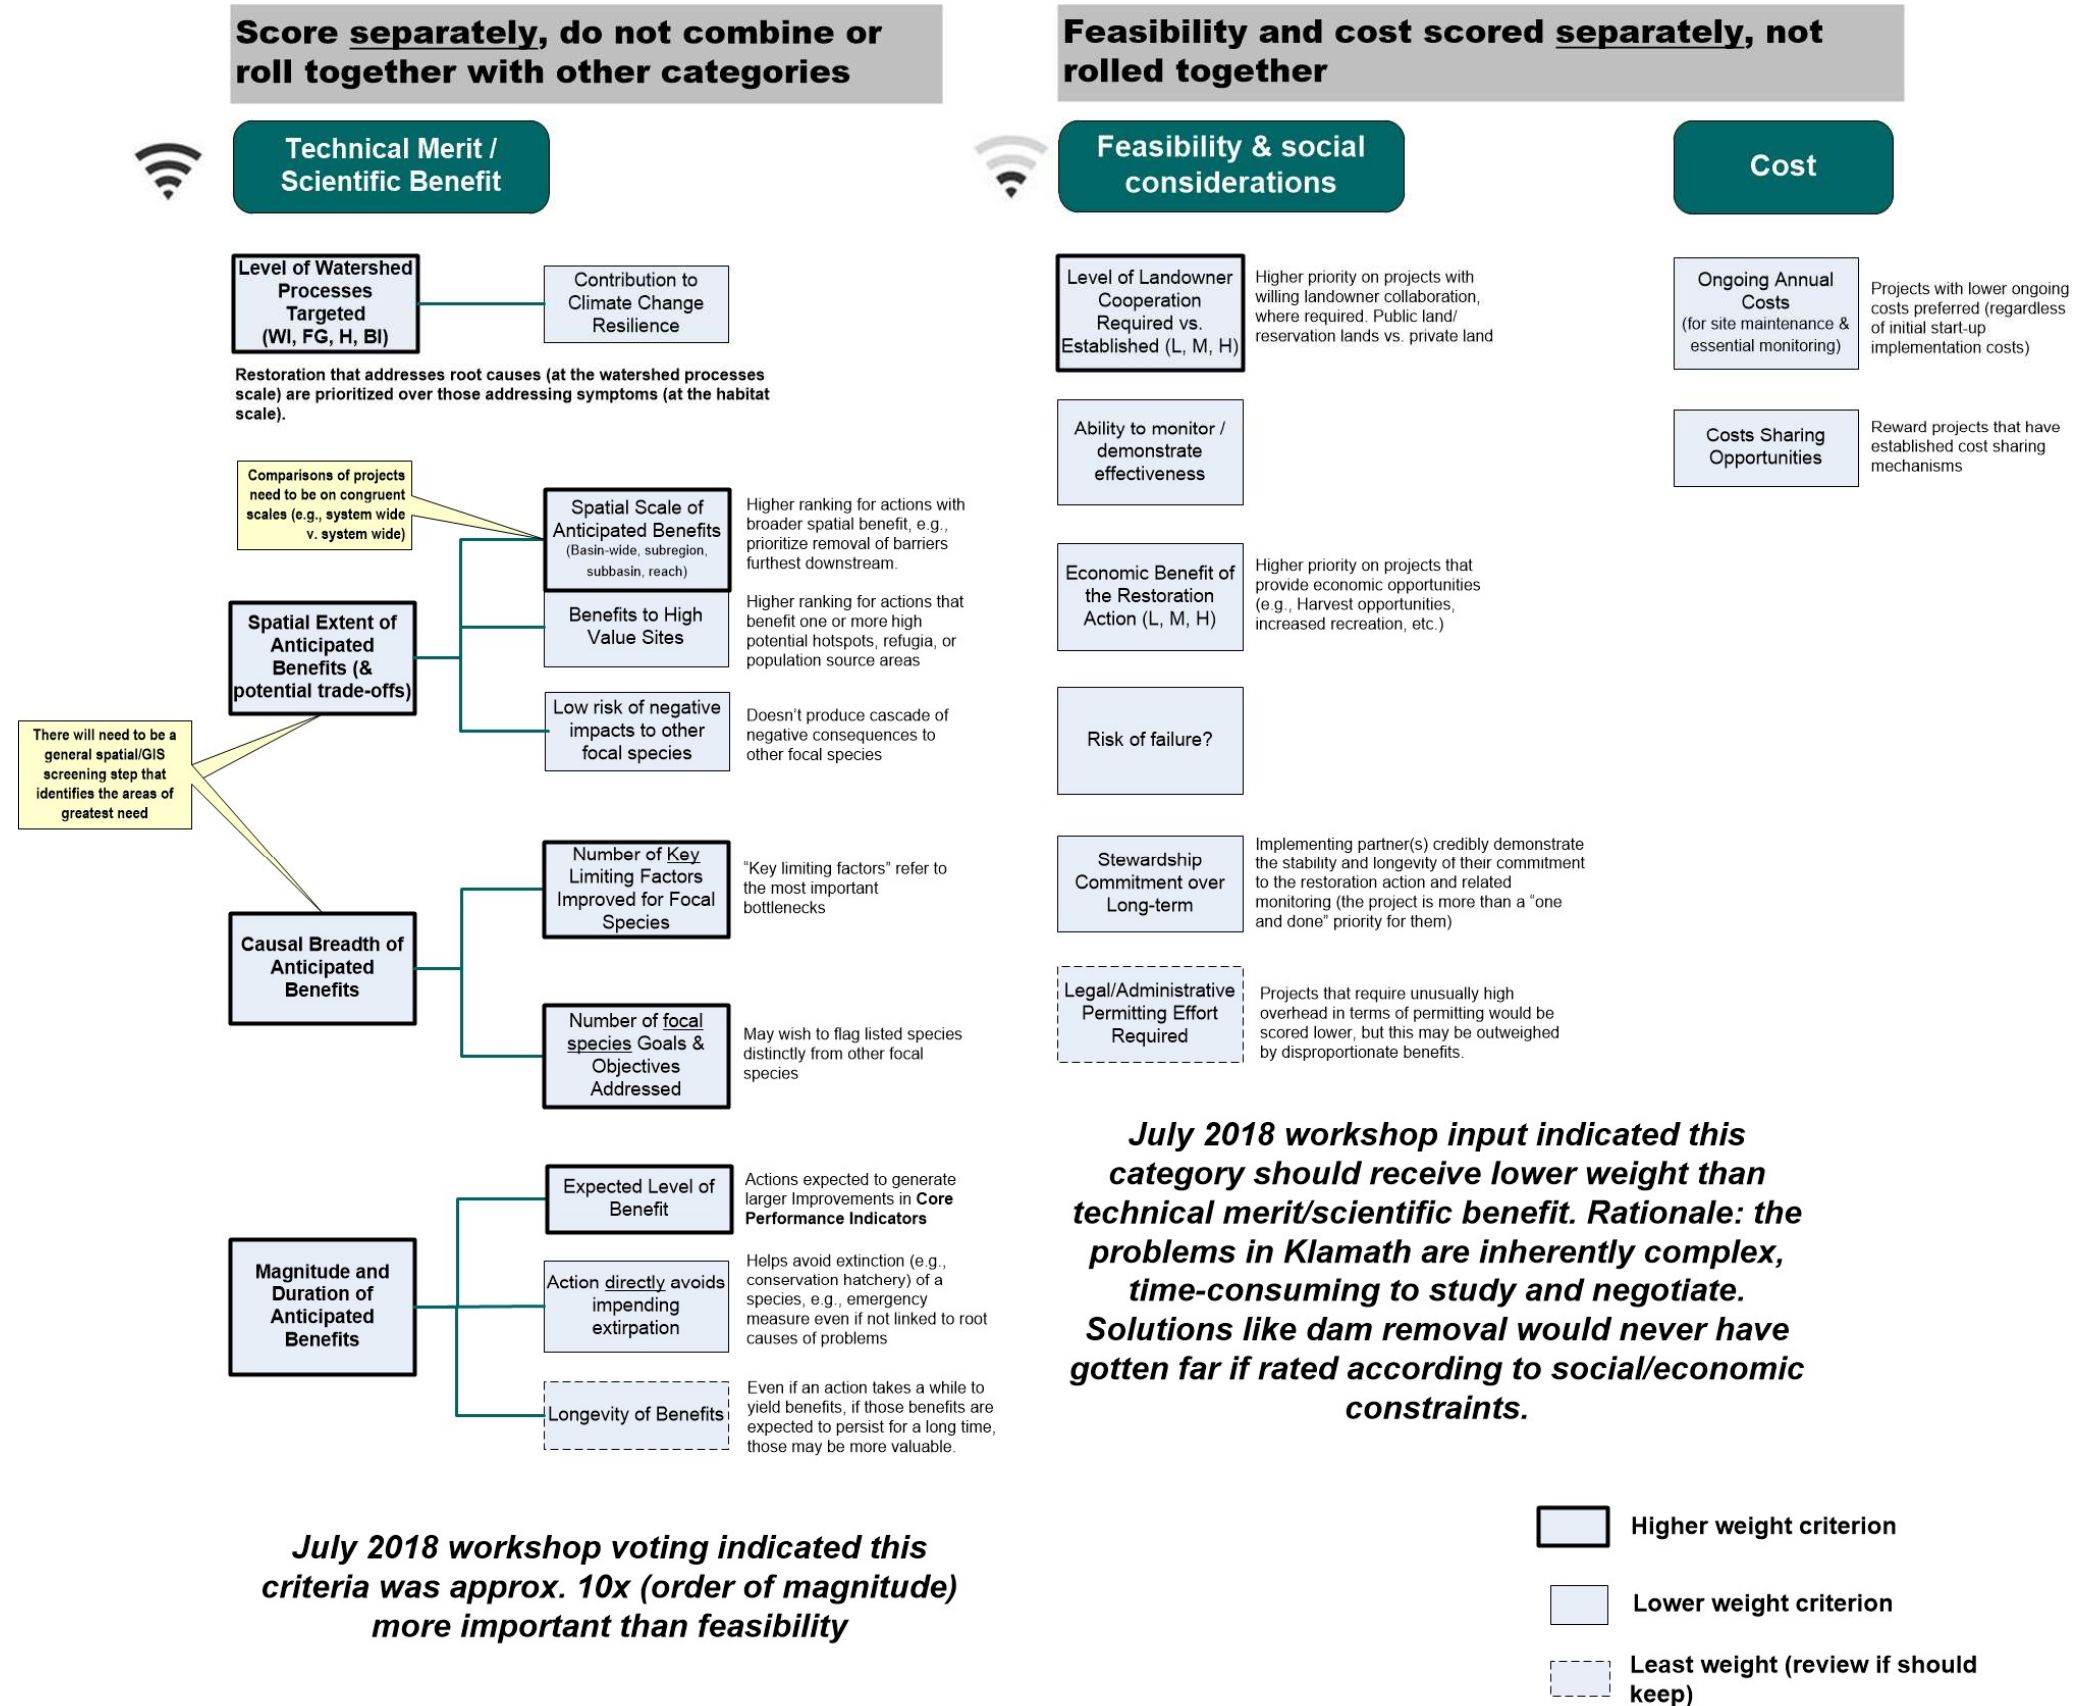 Score separately, do not combine or
roll together with other categories
Feasibility and cost scored separately, not
rolled together
Technical Merit /
Scientific Benefit
Feasibility & social
considerations
Cost
Level of Watershed
Processes
Targeted
(WI, FG, H, BI)
Contribution to
Climate Change
Resilience
Restoration that addresses root causes (at the watershed processes
scale) are prioritized over those addressing symptoms (at the habitat
scale).
Comparisons of projects
need to be on congruent
scales (e.g., system wide
v. system wide)
Spatial Extent of
Anticipated
Benefits (&
potential trade-offs)
Spatial Scale of
Anticipated Benefits
(Basin-wide, subregion,
subbasin, reach)
Higher ranking for actions with
broader spatial benefit, e.g.,
prioritize removal of barriers
furthest downstream.
Benefits to High
Value Sites
Higher ranking for actions that
benefit one or more high
potential hotspots, refugia, or
population source areas
Low risk of negative
impacts to other
focal species
Doesn't produce cascade of
negative consequences to
other focal species
There will need to be a
general spatial/GIS
screening step that
identifies the areas of
greatest need
Causal Breadth of
Anticipated
Benefits
Number of Key
Limiting Factors
Improved for Focal
Species
“Key limiting factors” refer to
the most important
bottlenecks
Number of focal
species Goals &
Objectives
Addressed
May wish to flag listed species
distinctly from other focal
species
Magnitude and
Duration of
Anticipated
Benefits
Expected Level of
Benefit
Actions expected to generate
larger Improvements in Core
Performance Indicators
Action directly avoids
impending
extirpation
Helps avoid extinction (e.g.,
conservation hatchery) of a
species, e.g., emergency
measure even if not linked to root
causes of problems
Longevity of Benefits
Even if an action takes a while to
yield benefits, if those benefits are
expected to persist for a long time,
those may be more valuable.
July 2018 workshop voting indicated this
criteria was approx. 10x (order of magnitude)
more important than feasibility
Level of Landowner
Cooperation
Required vs.
Established (L, M, H)
Higher priority on projects with
willing landowner collaboration,
where required. Public land/
reservation lands vs. private land
Ability to monitor /
demonstrate
effectiveness
Economic Benefit of
the Restoration
Action (L, M, H)
Higher priority on projects that
provide economic opportunities
(e.g., Harvest opportunities,
increased recreation, etc.)
Risk of failure?
Stewardship
Commitment over
Long-term
Implementing partner(s) credibly demonstrate
the stability and longevity of their commitment
to the restoration action and related
monitoring (the project is more than a “one
and done” priority for them)
Legal/Administrative
Permitting Effort
Required
Projects that require unusually high
overhead in terms of permitting would be
scored lower, but this may be outweighed
by disproportionate benefits.
July 2018 workshop input indicated this
category should receive lower weight than
technical merit/scientific benefit. Rationale: the
problems in Klamath are inherently complex,
time-consuming to study and negotiate.
Solutions like dam removal would never have
gotten far if rated according to social/economic
constraints.
Ongoing Annual
Costs
(for site maintenance &
essential monitoring)
Projects with lower ongoing
costs preferred (regardless
of initial start-up
implementation costs)
Costs Sharing
Opportunities
Reward projects that have
established cost sharing
mechanisms
Higher weight criterion
Lower weight criterion
Least weight (review if should
keep)